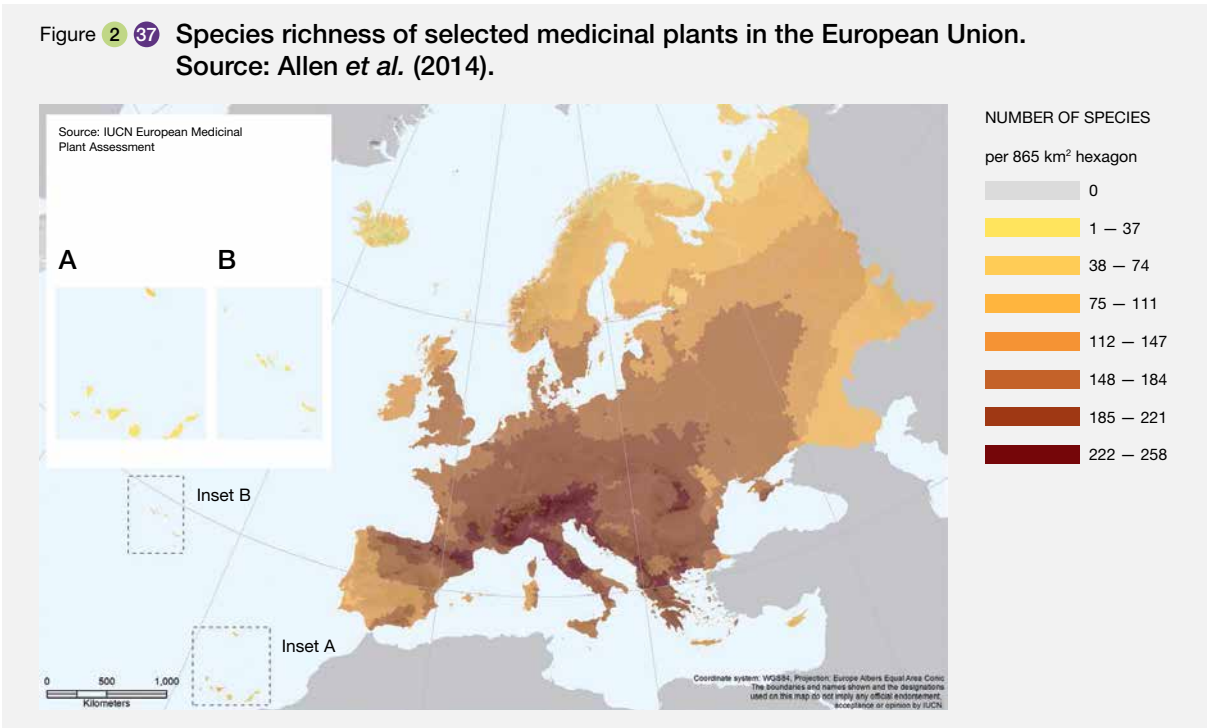 Figure 2 37 Species richness of selected medicinal plants in the European Union.
Source: Allen et al. (2014).
Source: IUCN European Medicinal
Plant Assessment
A B
Inset B
Inset A
0 500 1,000
Kilometers
Coordinate system: WGS84, Projection: Europe Albers Equal Area Conic
The boundaries and names shown and the designations
used on this map do not imply any official endorsement,
acceptance or opinion by IUCN.
NUMBER OF SPECIES
per 865 km² hexagon
0
1 — 37
38 — 74
75 — 111
112 — 147
148 — 184
185 — 221
222 — 258